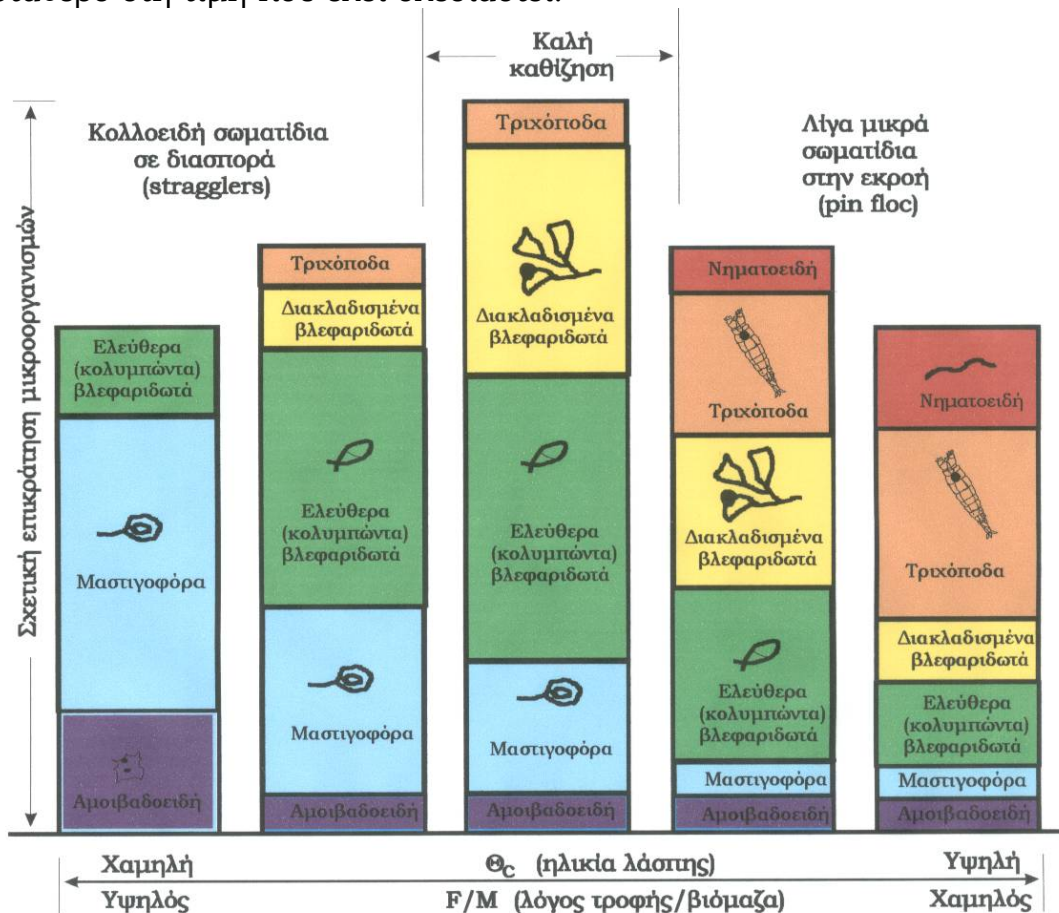 Καλή
καθίζηση
Κολλοειδή σωματίδια
σε διασπορά
(stragglers)
Λίγα μικρά
σωματίδια
στην εκροή
(pin floc)
Σχετική επικράτηση μικροοργανισμών
Ελεύθερα
(κολυμπώντα)
βλεφαριδωτά
Μαστιγοφόρα
Αμοιβαδοειδή
Τριχόποδα
Διακλαδισμένα
βλεφαριδωτά
Ελεύθερα
(κολυμπώντα)
βλεφαριδωτά
Μαστιγοφόρα
Αμοιβαδοειδή
Τριχόποδα
Διακλαδισμένα
βλεφαριδωτά
Ελεύθερα
(κολυμπώντα)
βλεφαριδωτά
Μαστιγοφόρα
Αμοιβαδοειδή
Νηματοειδή
Τριχόποδα
Διακλαδισμένα
βλεφαριδωτά
Ελεύθερα
(κολυμπώντα)
βλεφαριδωτά
Μαστιγοφόρα
Αμοιβαδοειδή
Νηματοειδή
Τριχόποδα
Διακλαδισμένα
βλεφαριδωτά
Ελεύθερα
(κολυμπώντα)
βλεφαριδωτά
Μαστιγοφόρα
Αμοιβαδοειδή
Χαμηλή Θc (ηλικία λάσπης) Υψηλή
Υψηλός F/M (λόγος τροφής/βιόμαζα) Χαμηλός